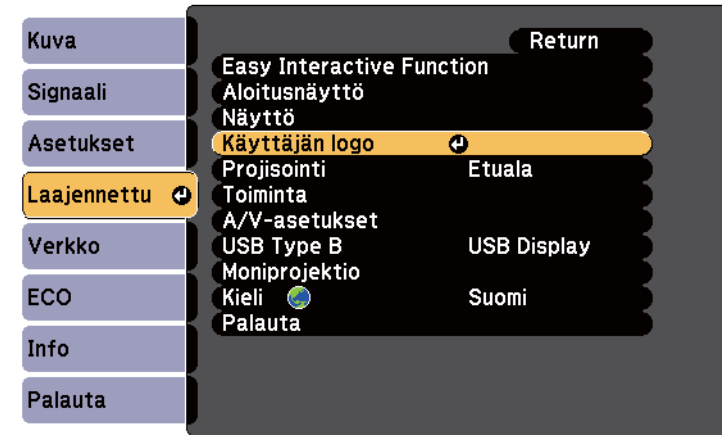 Kuva
Signaali
Asetukset
Laajennettu
Verkko
ECO
Info
Palauta
Return
Easy Interactive Function
Aloitusnäyttö
Näyttö
Käyttäjän logo
Projisointi Etuala
Toiminta
A/V-asetukset
USB Type B USB Display
Moniprojektio
Kieli Suomi
Palauta